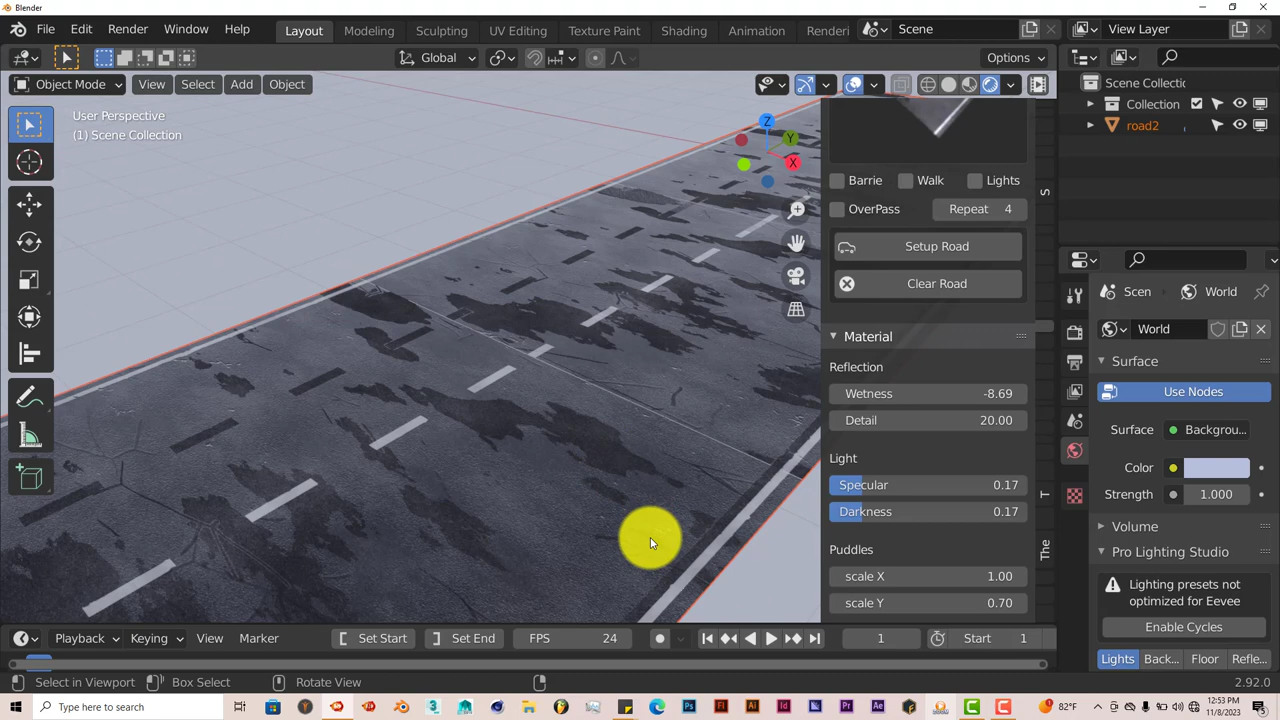 Blender
File Edit Render Window Help Layout Modeling Sculpting UV Editing Texture Paint Shading Animation Renderi Scene View Layer
Global Options
Object Mode View Select Add Object
User Perspective
(1) Scene Collection
Z
Y
X
Scene Collectic
Collection
road2
Barrie Walk Lights
OverPass Repeat 4
Setup Road
Clear Road
Material
Reflection
Wetness -8.69
Detail 20.00
Light
Specular 0.17
Darkness 0.17
Puddles
scale X 1.00
scale Y 0.70
S
T
The
Scen World
World
Surface
Use Nodes
Surface Backgrou...
Color
Strength 1.000
Volume
Pro Lighting Studio
Lighting presets not
optimized for Eevee
Enable Cycles
Lights Back... Floor Refle...
Playback Keying View Marker Set Start Set End FPS 24 1 Start 1
Select in Viewport Box Select Rotate View 2.92.0
Type here to search 82°F 12:53 PM
11/8/2023